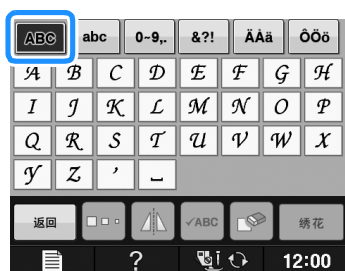 ABC abc 0~9,. &?! ÄÅä ÔÖö
A B C D E F G H
I J K L M N O P
Q R S T U V W X
Y Z ’ _
返回 ✓ABC 绣花
? 12:00